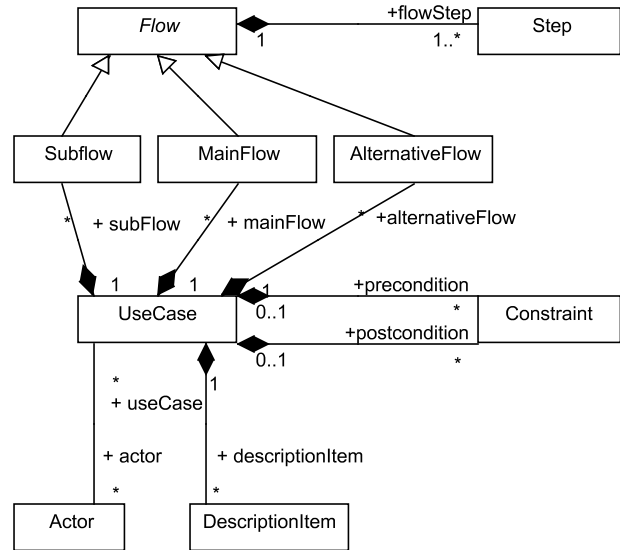 Flow
+flowStep
1
1..*
Step
Subflow
MainFlow
AlternativeFlow
*
+ subFlow
*
+ mainFlow
*
+alternativeFlow
1
1
1
+precondition
0..1
*
UseCase
Constraint
+postcondition
0..1
*
*
+ useCase
1
+ actor
+ descriptionItem
*
*
Actor
DescriptionItem